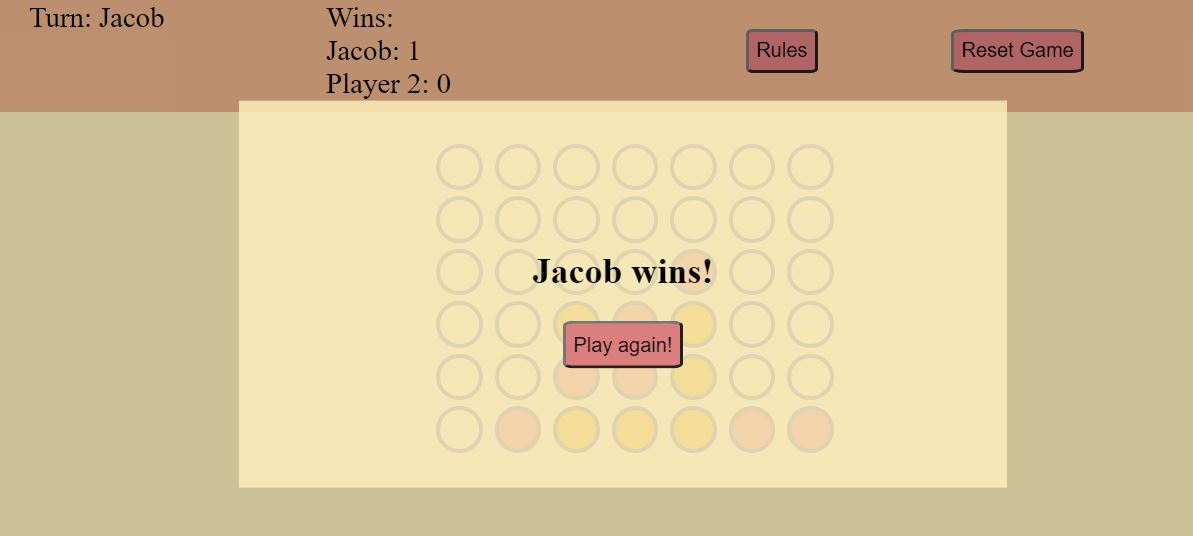 Turn: Jacob
Wins:
Jacob: 1
Player 2: 0
Rules
Reset Game
Jacob wins!
Play again!